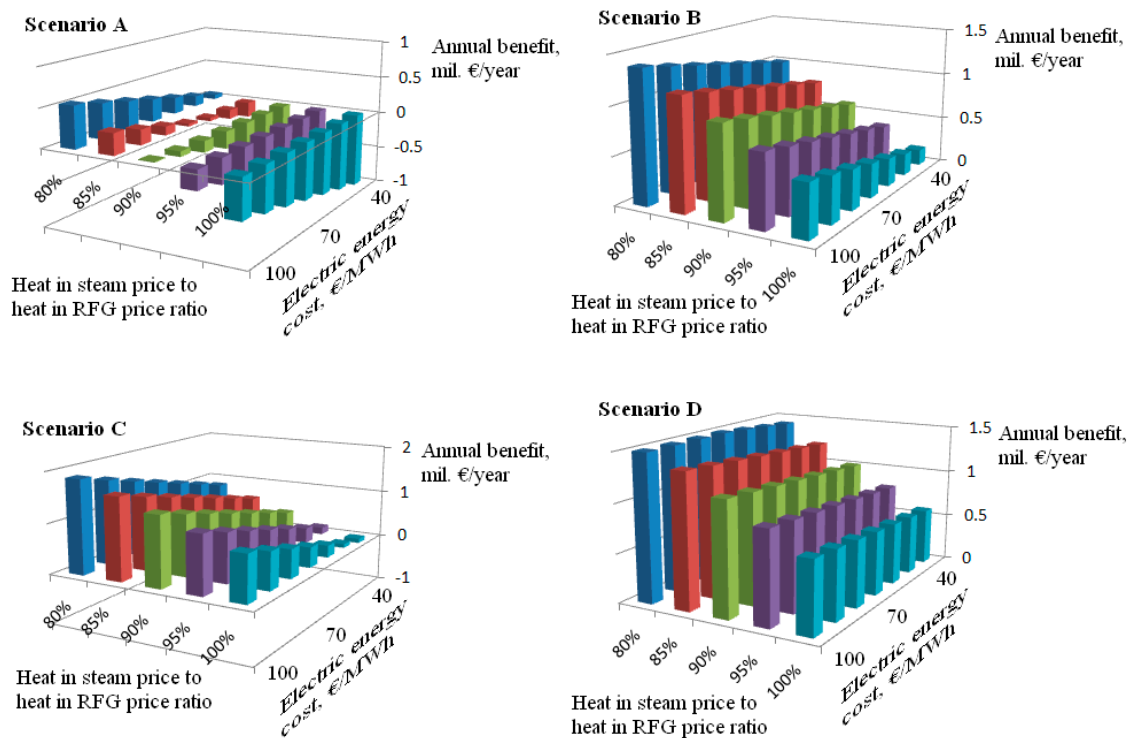 Scenario A
Annual benefit,
mil. €/year
1
0.5
0
-0.5
-1
80%
85%
90%
95%
100%
40
70
100
Electric energy
cost, €/MWh
Heat in steam price to
heat in RFG price ratio
Scenario B
Annual benefit,
mil. €/year
1.5
1
0.5
0
80%
85%
90%
95%
100%
40
70
100
Electric energy
cost, €/MWh
Heat in steam price to
heat in RFG price ratio
Scenario C
Annual benefit,
mil. €/year
2
1
0
-1
80%
85%
90%
95%
100%
40
70
100
Electric energy
cost, €/MWh
Heat in steam price to
heat in RFG price ratio
Scenario D
Annual benefit,
mil. €/year
1.5
1
0.5
0
80%
85%
90%
95%
100%
40
70
100
Electric energy
cost, €/MWh
Heat in steam price to
heat in RFG price ratio